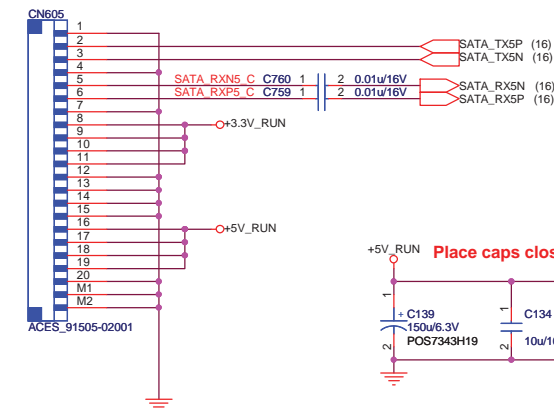 CN605
1
2 SATA_TX5P (16)
3 SATA_TX5N (16)
4
5 SATA_RXN5_C C760 1 2 0.01u/16V SATA_RX5N (16)
6 SATA_RXP5_C C759 1 2 0.01u/16V SATA_RX5P (16)
7
8 +3.3V_RUN
9
10
11
12
13
14
15
16 +5V_RUN
17
18
19
20
M1
M2
ACES_91505-02001
+5V_RUN Place caps
1
+ C139
150u/6.3V
POS7343H19
2
1
C134
2